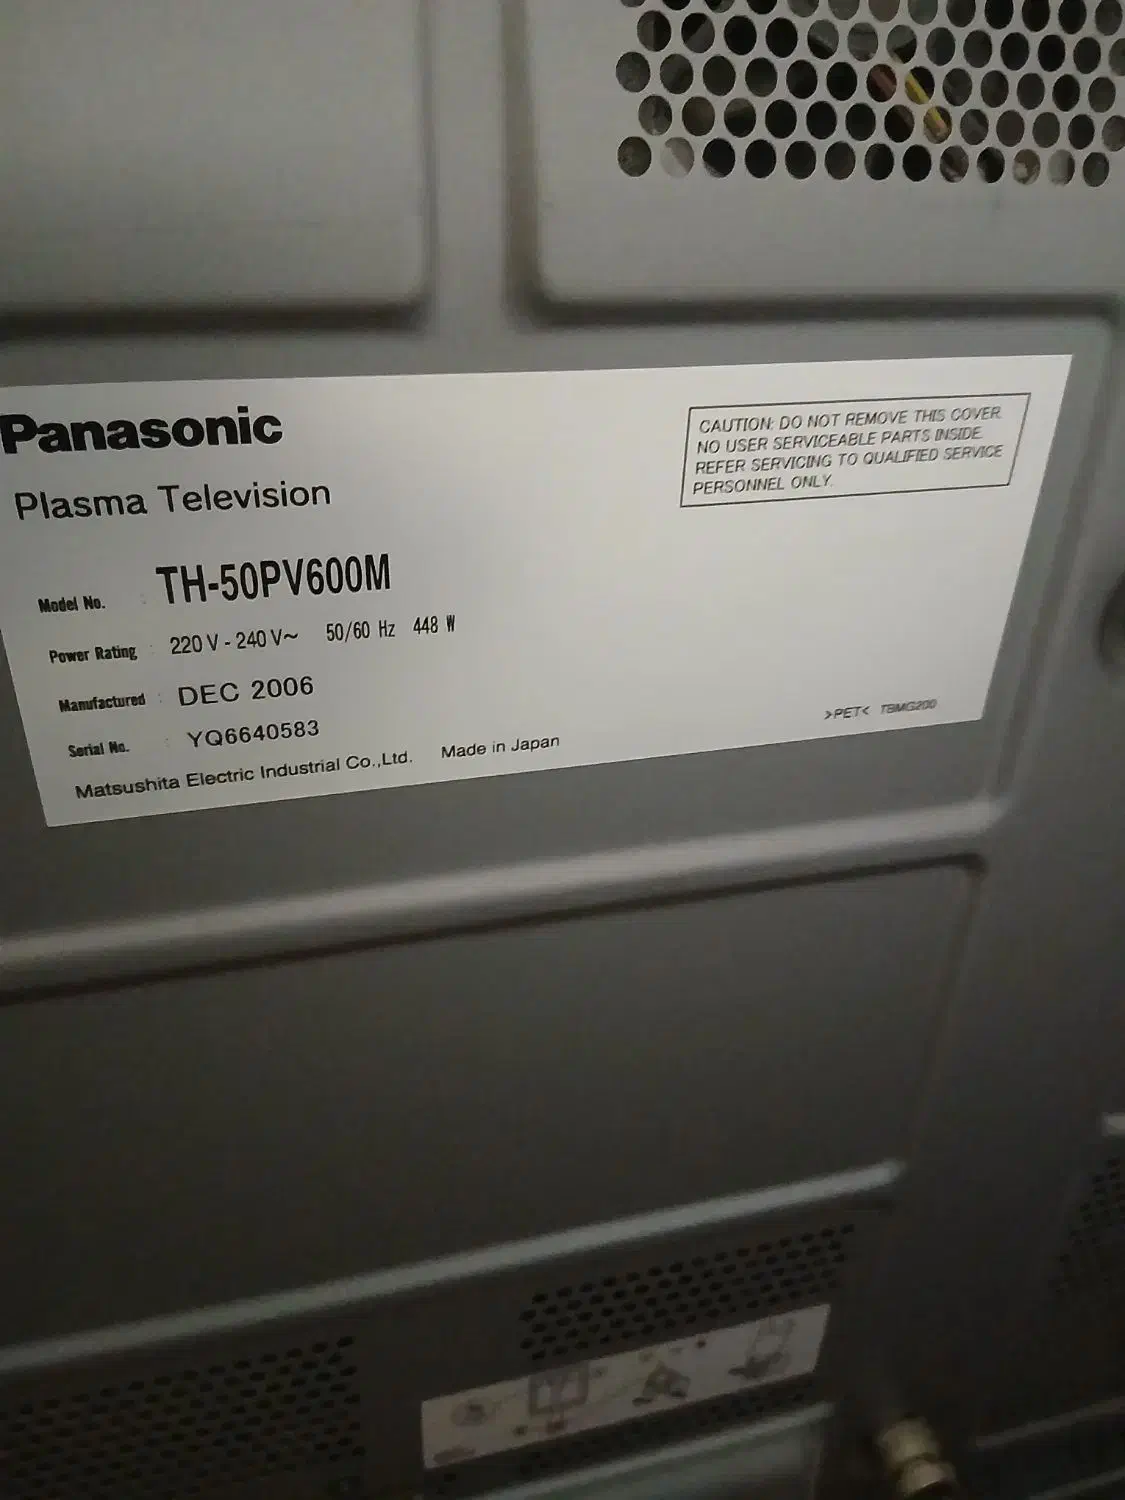 Panasonic
Plasma Television
Model No. : TH-50PV600M
Power Rating : 220 V - 240 V~ 50/60 Hz 448 W
Manufactured : DEC 2006
Serial No. : YQ6640583
Matsushita Electric Industrial Co.,Ltd. Made in Japan
CAUTION: DO NOT REMOVE THIS COVER.
NO USER SERVICEABLE PARTS INSIDE.
REFER SERVICING TO QUALIFIED SERVICE
PERSONNEL ONLY.
>PET< TBMG200